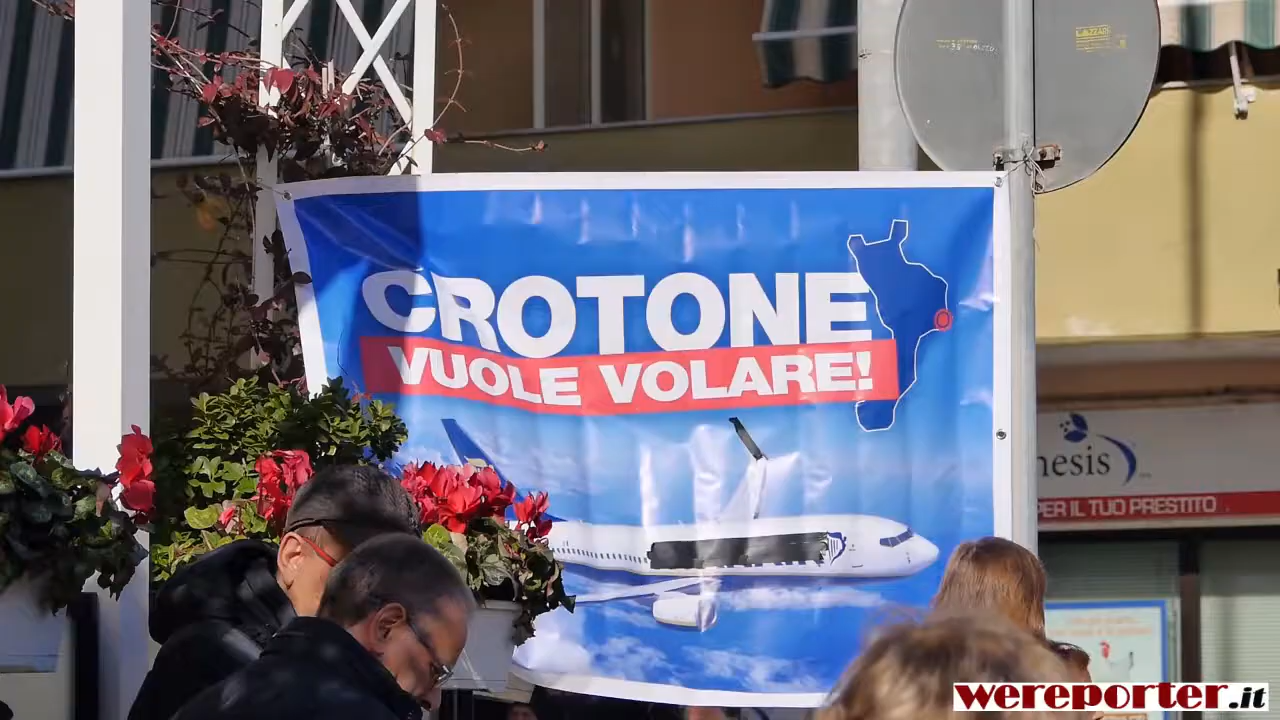 CROTONE
VUOLE VOLARE!
nesis
PER IL TUO PRESTITO
wereporter.it